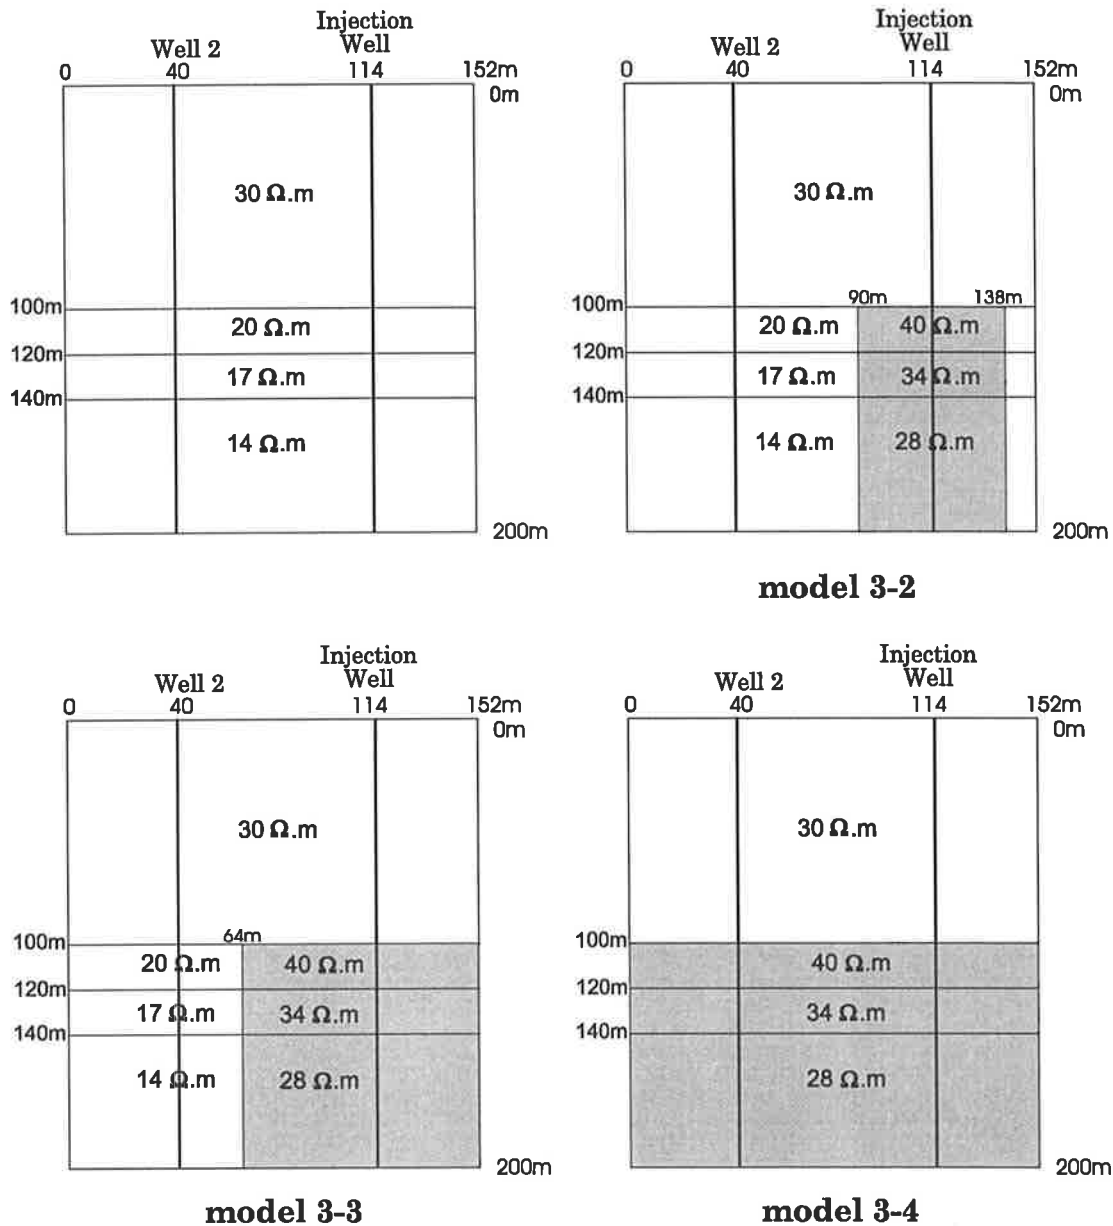 Injection
Well 2 Well
0 40 114 152m
0m
30 Ω.m
100m
20 Ω.m
120m
17 Ω.m
140m
14 Ω.m
200m
Injection
Well 2 Well
0 40 114 152m
0m
30 Ω.m
100m 90m 138m
20 Ω.m 40 Ω.m
120m
17 Ω.m 34 Ω.m
140m
14 Ω.m 28 Ω.m
200m
model 3-2
Injection
Well 2 Well
0 40 114 152m
0m
30 Ω.m
100m 64m
20 Ω.m 40 Ω.m
120m
17 Ω.m 34 Ω.m
140m
14 Ω.m 28 Ω.m
200m
model 3-3
Injection
Well 2 Well
0 40 114 152m
0m
30 Ω.m
100m
40 Ω.m
120m
34 Ω.m
140m
28 Ω.m
200m
model 3-4